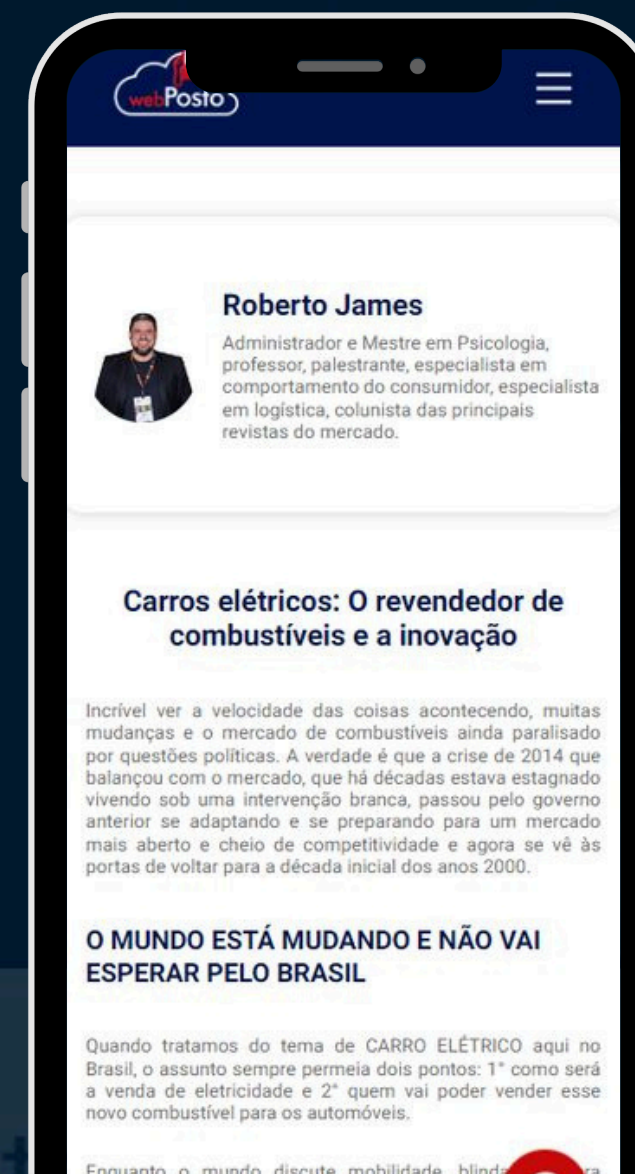 webPosto
Roberto James
Administrador e Mestre em Psicologia,
professor, palestrante, especialista em
comportamento do consumidor, especialista
em logística, colunista das principais
revistas do mercado.
Carros elétricos: O revendedor de
combustíveis e a inovação
Incrível ver a velocidade das coisas acontecendo, muitas
mudanças e o mercado de combustíveis ainda paralisado
por questões políticas. A verdade é que a crise de 2014 que
balançou com o mercado, que há décadas estava estagnado
vivendo sob uma intervenção branca, passou pelo governo
anterior se adaptando e se preparando para um mercado
mais aberto e cheio de competitividade e agora se vê às
portas de voltar para a década inicial dos anos 2000.
O MUNDO ESTÁ MUDANDO E NÃO VAI
ESPERAR PELO BRASIL
Quando tratamos do tema de CARRO ELÉTRICO aqui no
Brasil, o assunto sempre permeia dois pontos: 1° como será
a venda de eletricidade e 2° quem vai poder vender esse
novo combustível para os automóveis.
Enquanto o mundo discute mobilidade,